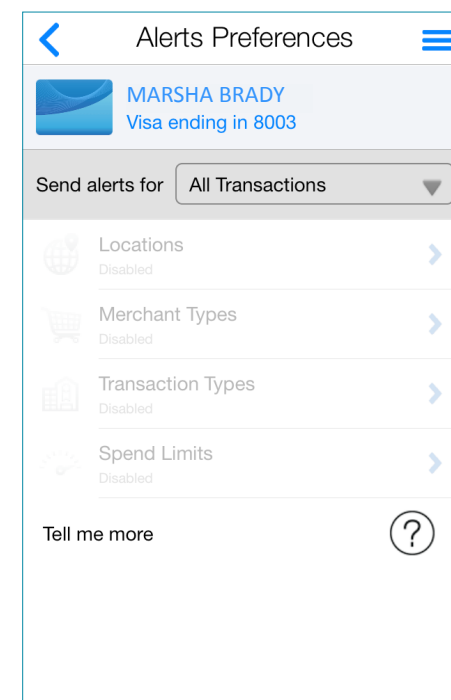 Alerts Preferences
MARSHA BRADY
Visa ending in 8003
Send alerts for All Transactions
Locations
Disabled
Merchant Types
Disabled
Transaction Types
Disabled
Spend Limits
Disabled
Tell me more ?